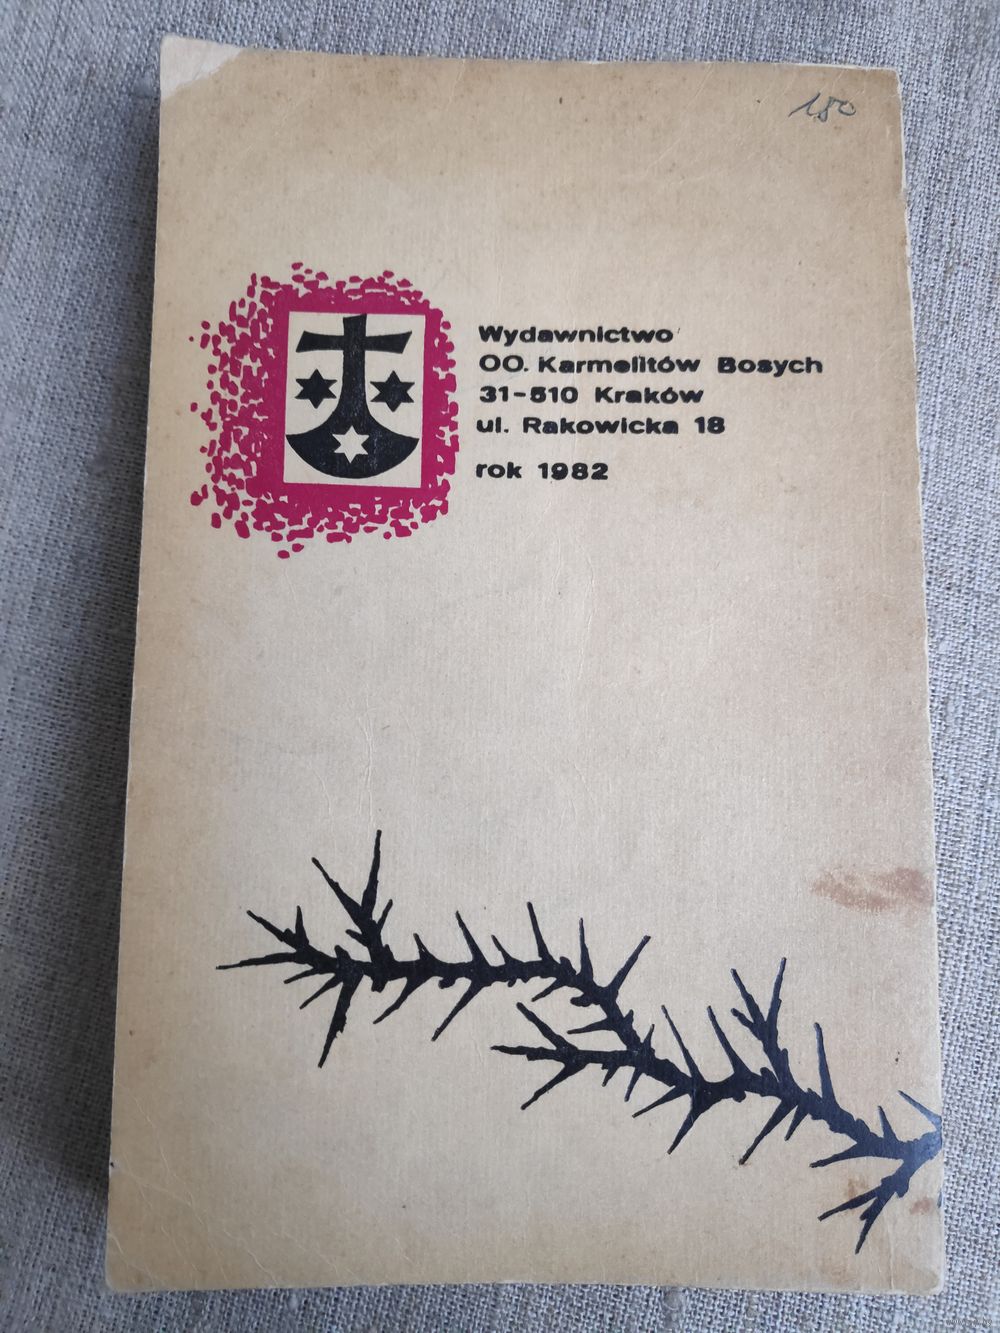 180
Wydawnictwo
OO. Karmelitów Bosych
31-510 Kraków
ul. Rakowicka 18
rok 1982